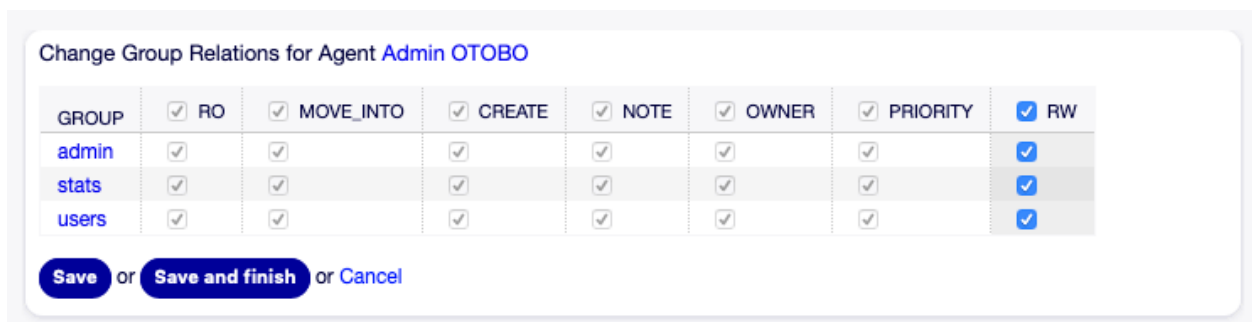 Change Group Relations for Agent Admin OTOBO
GROUP RO MOVE_INTO CREATE NOTE OWNER PRIORITY RW
admin
stats
users
Save or Save and finish or Cancel